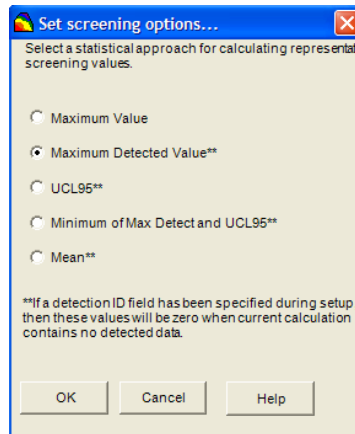 Set screening options...
Select a statistical approach for calculating
screening values.
Maximum Value
Maximum Detected Value**
UCL95**
Minimum of Max Detect and UCL95**
Mean**
**If a detection ID field has been specified during setup
then these values will be zero when current calculation
contains no detected data.
OK Cancel Help